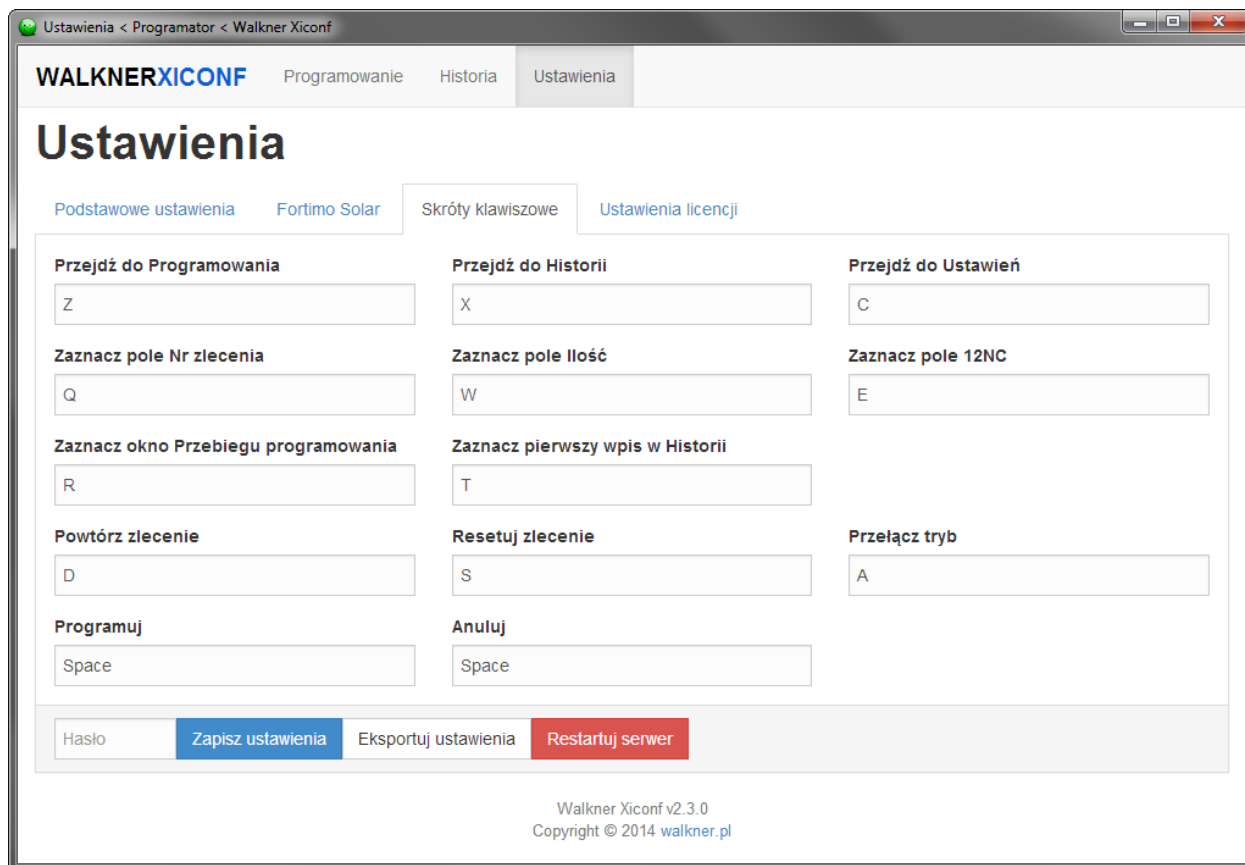 Ustawienia < Programator < Walkner Xiconf
WALKNERXICONF Programowanie Historia Ustawienia
Ustawienia
Podstawowe ustawienia Fortimo Solar Skróty klawiszowe Ustawienia licencji
Przejdź do Programowania Przejdź do Historii Przejdź do Ustawień
Z X C
Zaznacz pole Nr zlecenia Zaznacz pole Ilość Zaznacz pole 12NC
Q W E
Zaznacz okno Przebiegu programowania Zaznacz pierwszy wpis w Historii
R T
Powtórz zlecenie Resetuj zlecenie Przełącz tryb
D S A
Programuj Anuluj
Space Space
Hasło Zapisz ustawienia Eksportuj ustawienia Restartuj serwer
Walkner Xiconf v2.3.0
Copyright © 2014 walkner.pl